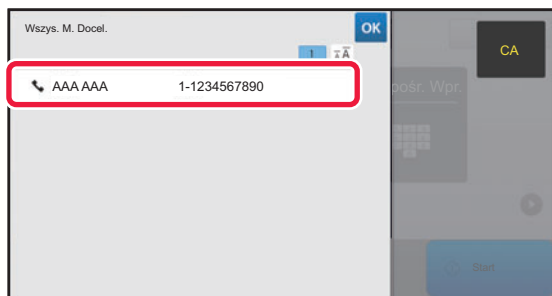 Wszys. M. Docel.
OK
CA
1
AAA AAA 1-1234567890
pośr. Wpr.
Start